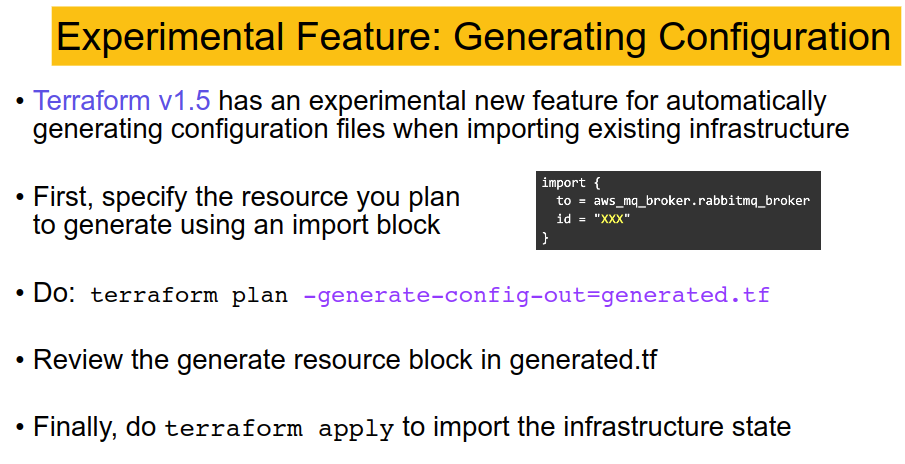 Experimental Feature: Generating Configuration
• Terraform v1.5 has an experimental new feature for automatically
generating configuration files when importing existing infrastructure
• First, specify the resource you plan
to generate using an import block
import {
  to = aws_mq_broker.rabbitmq_broker
  id = "XXX"
}
• Do: terraform plan -generate-config-out=generated.tf
• Review the generate resource block in generated.tf
• Finally, do terraform apply to import the infrastructure state